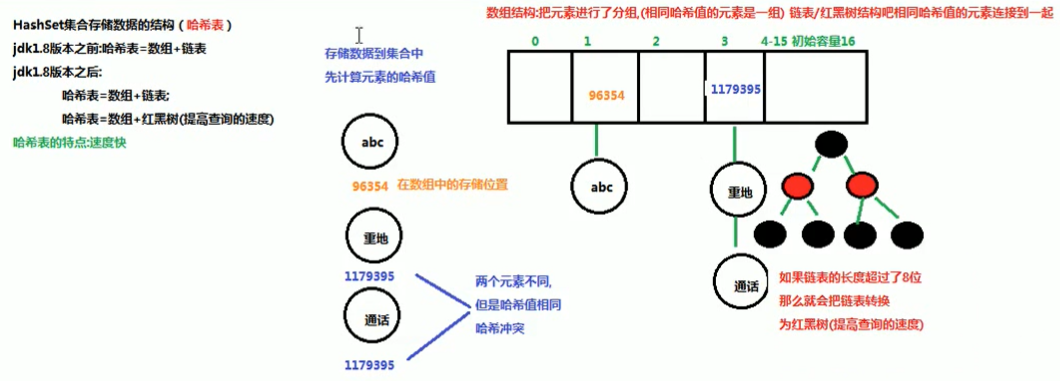 HashSet集合存储数据的结构（哈希表）
jdk1.8版本之前:哈希表=数组+链表
jdk1.8版本之后:
哈希表=数组+链表;
哈希表=数组+红黑树(提高查询的速度)
哈希表的特点:速度快
存储数据到集合中
先计算元素的哈希值
abc
96354 在数组中的存储位置
重地
1179395
通话
1179395
两个元素不同,
但是哈希值相同
哈希冲突
数组结构:把元素进行了分组,(相同哈希值的元素是一组) 链表/红黑树结构吧相同哈希值的元素连接到一起
0 1 2 3 4-15 初始容量16
96354 1179395
abc
重地
通话
如果链表的长度超过了8位
那么就会把链表转换
为红黑树(提高查询的速度)